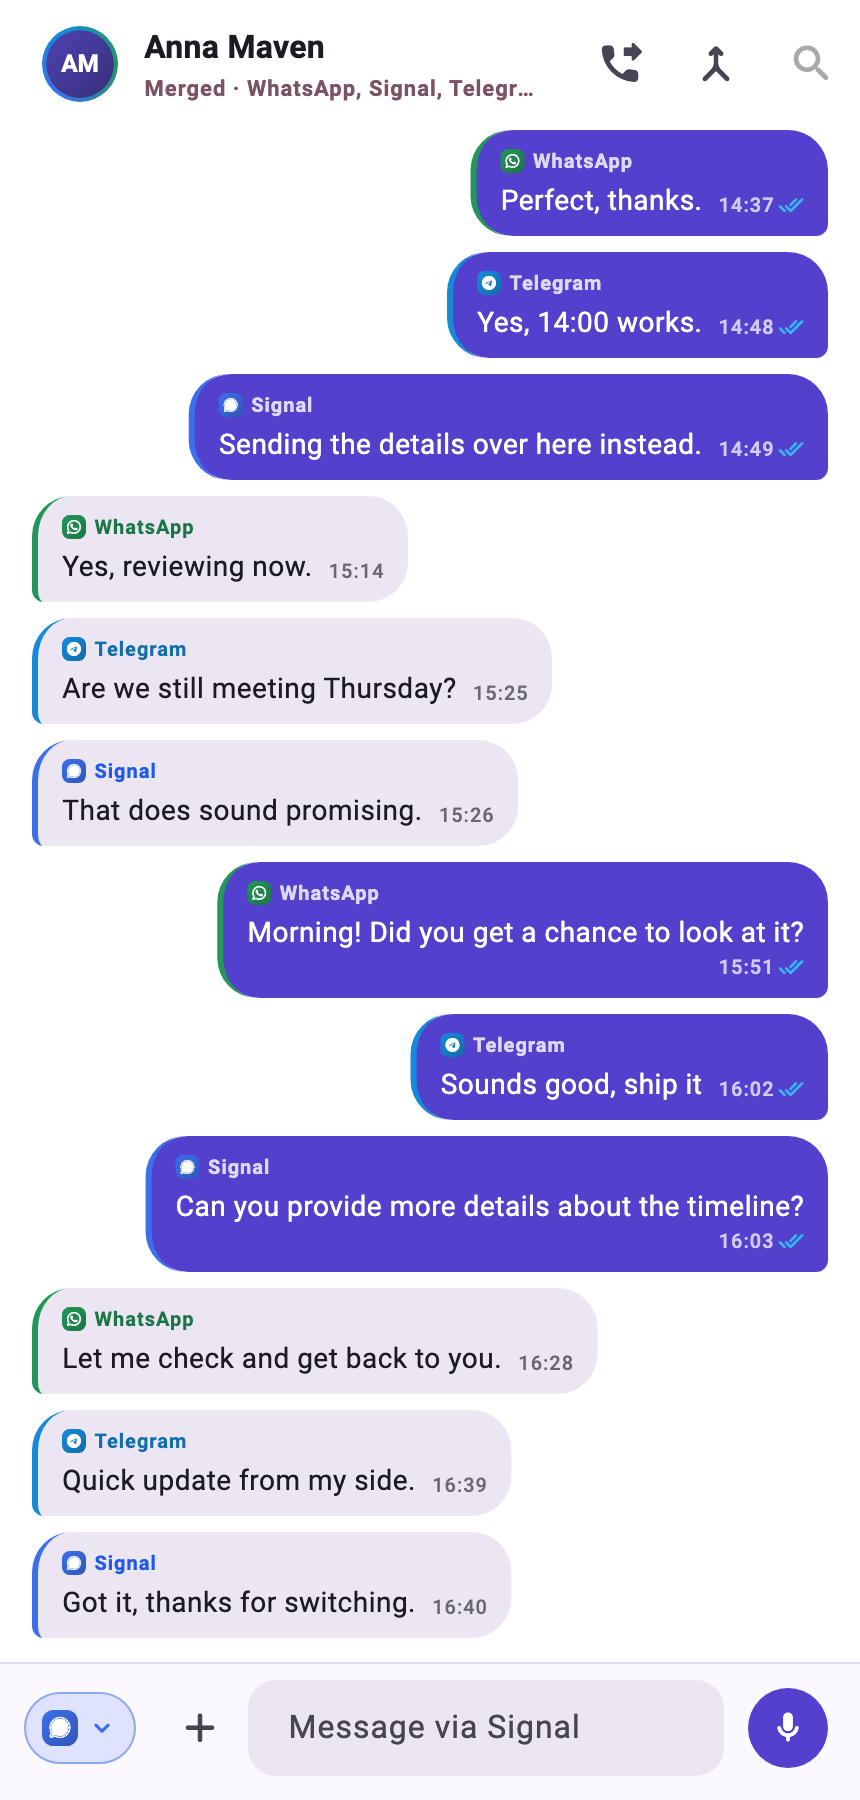 AM
Anna Maven
Merged · WhatsApp, Signal, Telegr...
WhatsApp
Perfect, thanks. 14:37
Telegram
Yes, 14:00 works. 14:48
Signal
Sending the details over here instead. 14:49
WhatsApp
Yes, reviewing now. 15:14
Telegram
Are we still meeting Thursday? 15:25
Signal
That does sound promising. 15:26
WhatsApp
Morning! Did you get a chance to look at it?
15:51
Telegram
Sounds good, ship it 16:02
Signal
Can you provide more details about the timeline?
16:03
WhatsApp
Let me check and get back to you. 16:28
Telegram
Quick update from my side. 16:39
Signal
Got it, thanks for switching. 16:40
Message via Signal